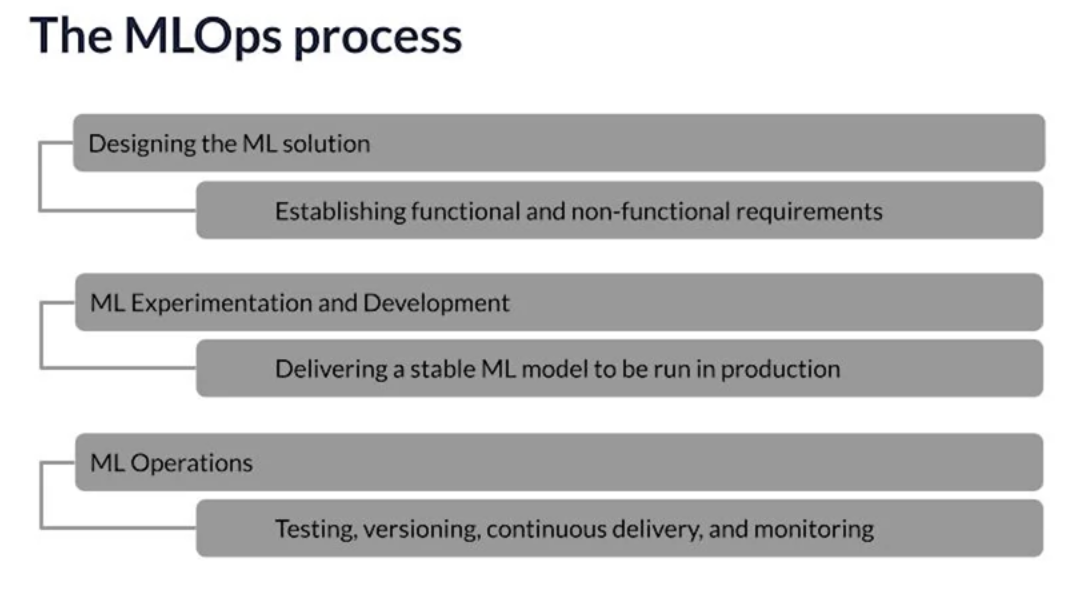 The MLOps process
Designing the ML solution
Establishing functional and non-functional requirements
ML Experimentation and Development
Delivering a stable ML model to be run in production
ML Operations
Testing, versioning, continuous delivery, and monitoring